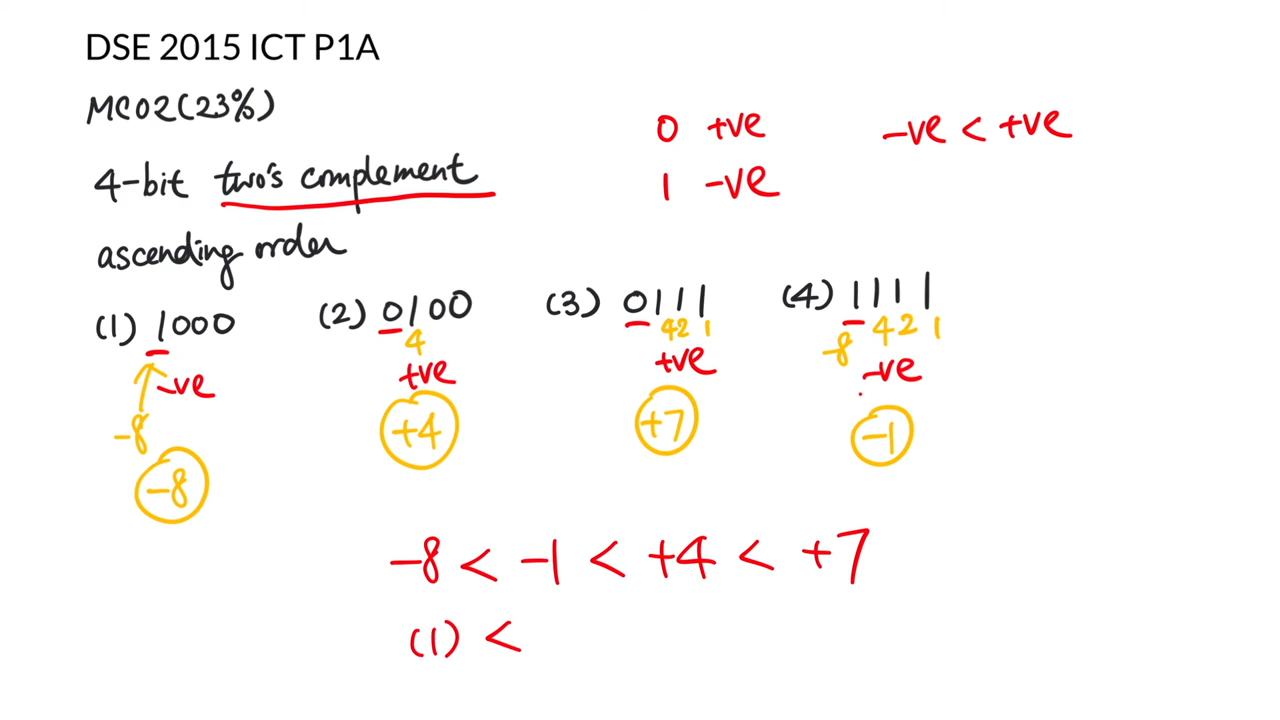 DSE 2015 ICT P1A
MC02(23%)
0 +ve -ve < +ve
4-bit two's complement
1 -ve
ascending order
(1) 1000 (2) 0100 (3) 0111 (4) 1111
4 42 1 -8 4 2 1
-ve +ve +ve -ve
-8 +4 +7 -1
-8
-8 < -1 < +4 < +7
(1) <